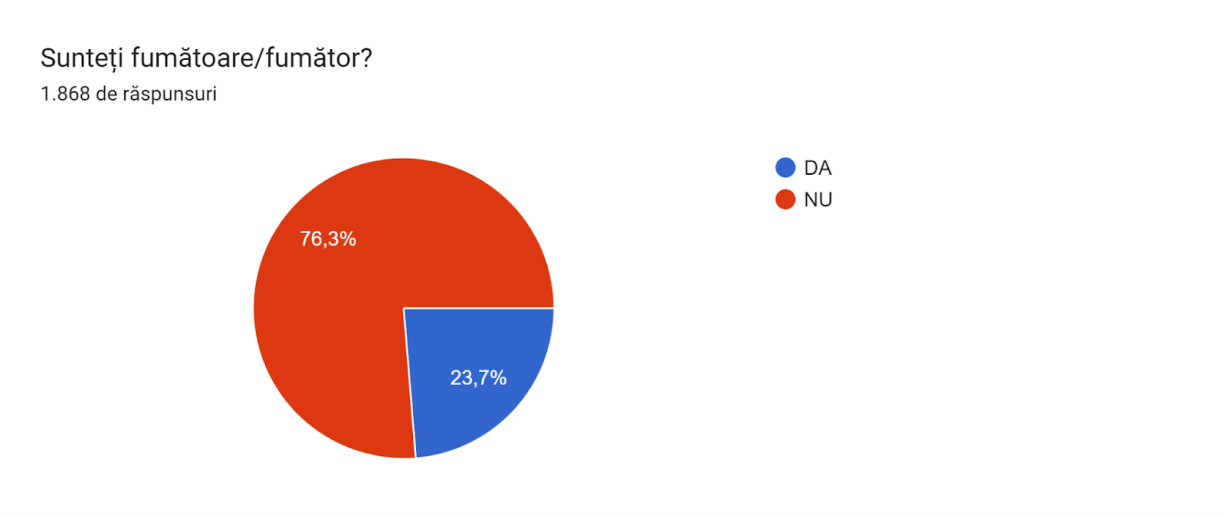 Sunteți fumătoare/fumător?
1.868 de răspunsuri
DA
NU
76,3%
23,7%